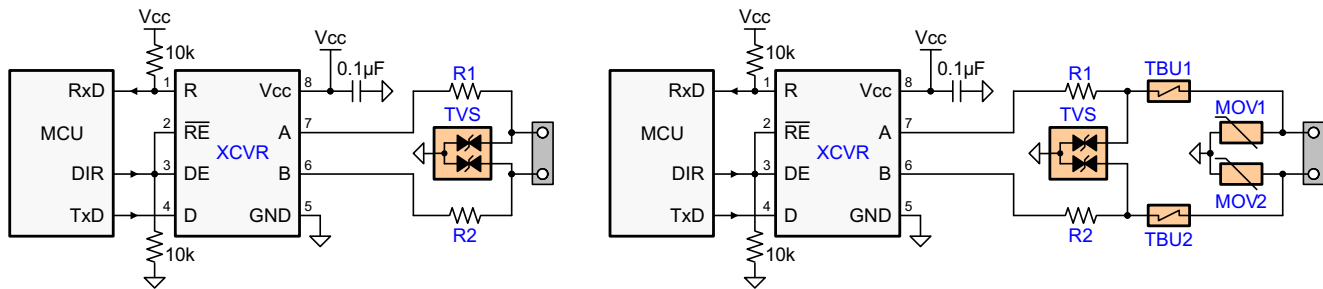 Vcc
10k
Vcc
0.1µF
RxD
1
R
Vcc
8
R1
MCU
2
RE
XCVR
A
7
TVS
DIR
3
DE
B
6
TxD
4
D
GND
5
R2
10k
Vcc
10k
Vcc
0.1µF
RxD
1
R
Vcc
8
R1
TBU1
MCU
2
RE
XCVR
A
7
TVS
MOV1
DIR
3
DE
B
6
MOV2
TxD
4
D
GND
5
R2
TBU2
10k